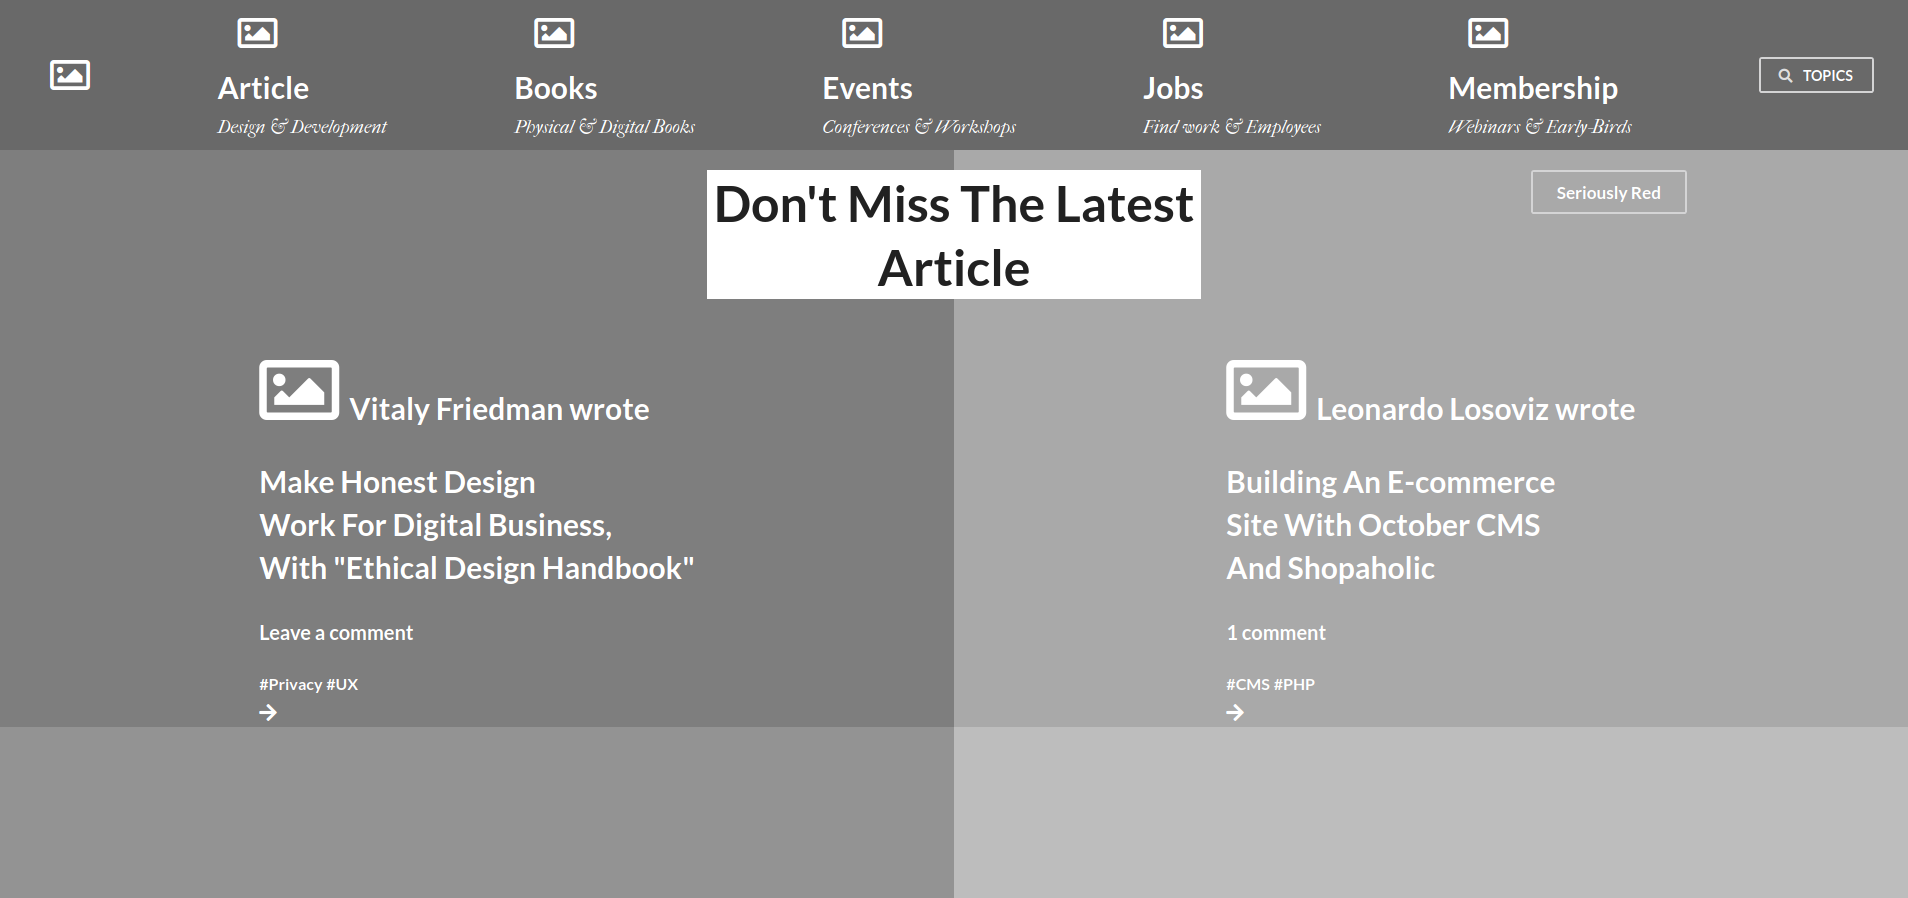 Article
Design & Development
Books
Physical & Digital Books
Events
Conferences & Workshops
Jobs
Find work & Employees
Membership
Webinars & Early-Birds
TOPICS
Don't Miss The Latest
Article
Seriously Red
Vitaly Friedman wrote
Make Honest Design
Work For Digital Business,
With "Ethical Design Handbook"
Leave a comment
#Privacy #UX
Leonardo Losoviz wrote
Building An E-commerce
Site With October CMS
And Shopaholic
1 comment
#CMS #PHP